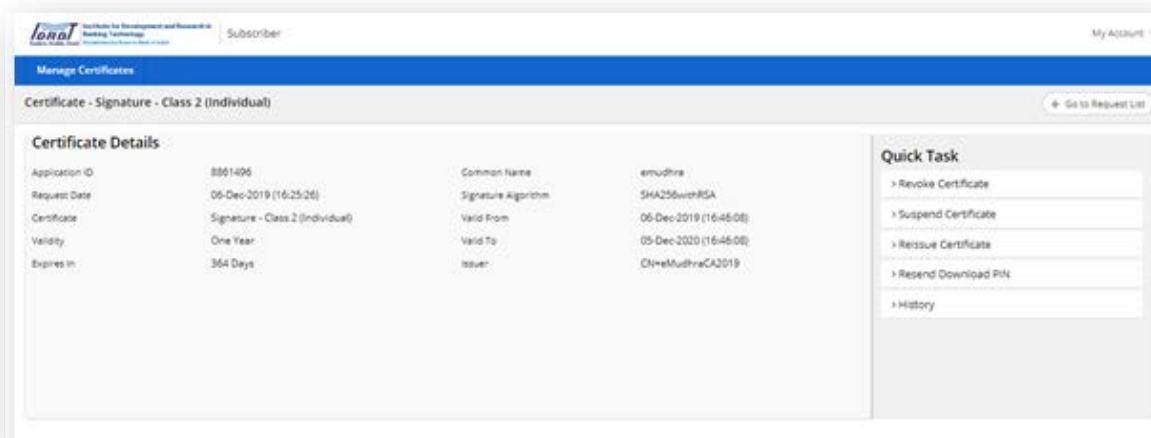 IDRBT Institute for Development and Research in
Banking Technology
Subscriber
My Account
Manage Certificates
Certificate - Signature - Class 2 (Individual)
Go to Request List
Certificate Details
Application ID 8861496 Common Name emudhra
Request Date 06-Dec-2019 (16:25:26) Signature Algorithm SHA256withRSA
Certificate Signature - Class 2 (Individual) Valid From 06-Dec-2019 (16:46:08)
Validity One Year Valid To 05-Dec-2020 (16:46:08)
Expires In 364 Days Issuer CN=eMudhraCA2019
Quick Task
> Revoke Certificate
> Suspend Certificate
> Reissue Certificate
> Resend Download PIN
> History